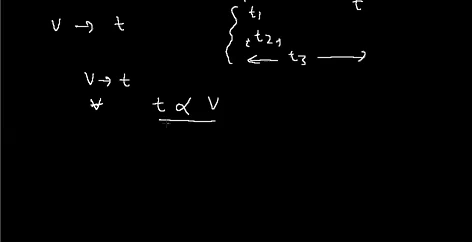 t₁ t
V → t
t₂
← t₃ →
V → t
∀ t ∝ V